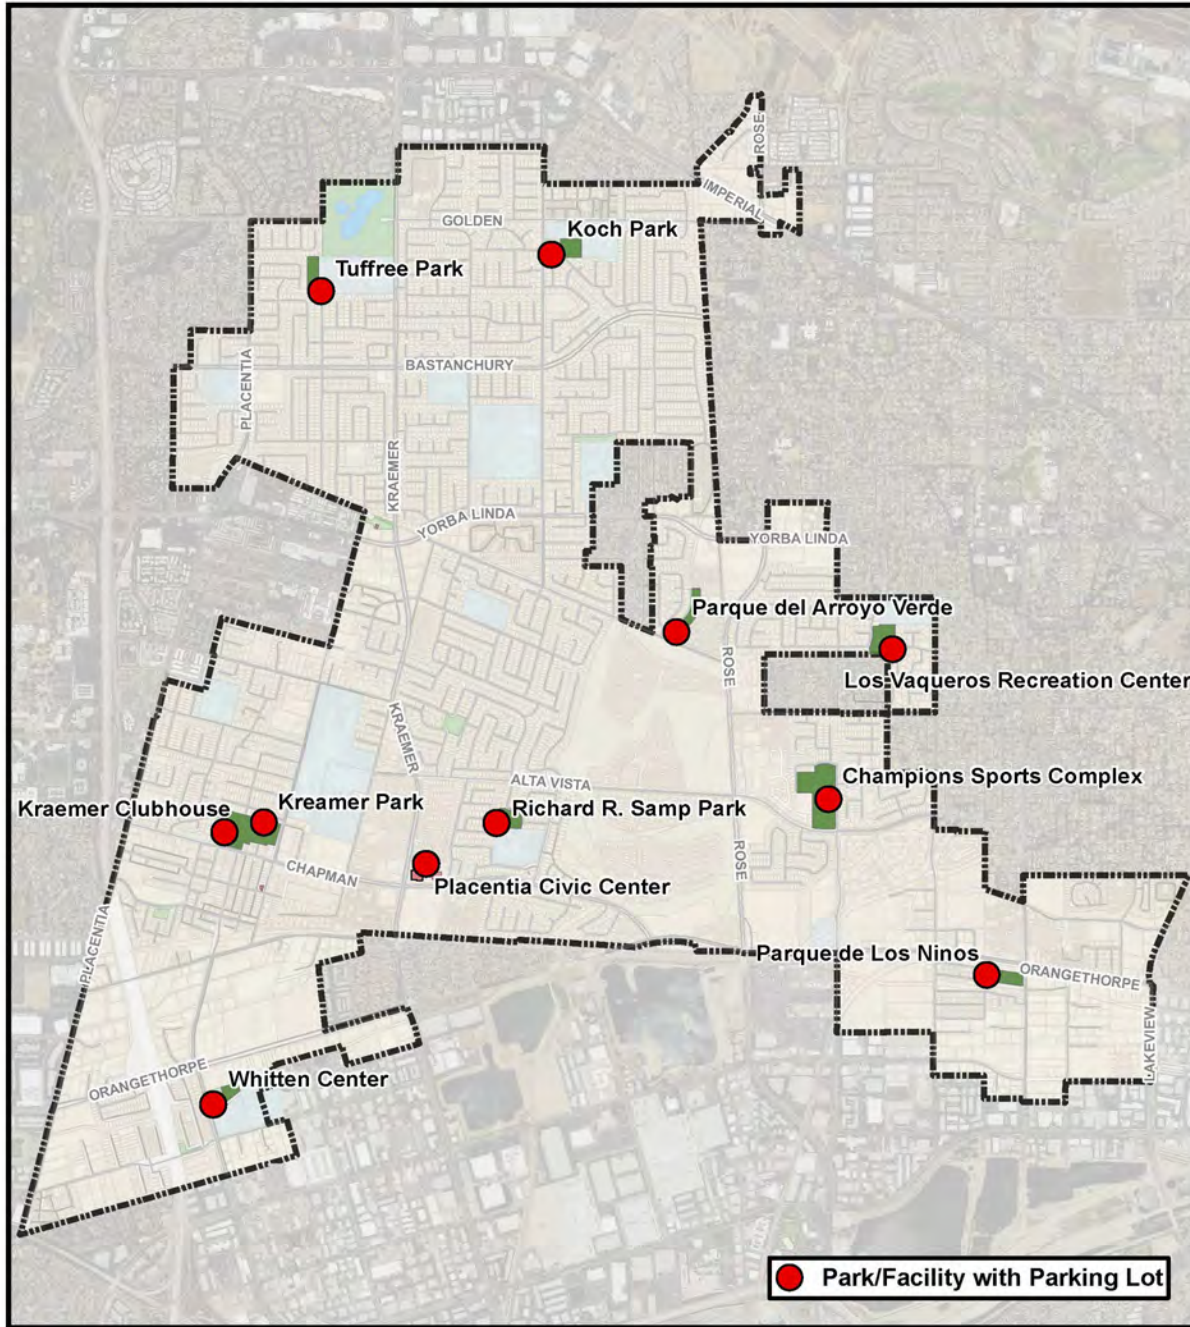 ROSE
IMPERIAL
GOLDEN
Koch Park
Tuffree Park
BASTANCHURY
PLACENTIA
KRAEMER
YORBA LINDA
YORBA LINDA
Parque del Arroyo Verde
ROSE
Los Vaqueros Recreation Center
KRAEMER
ALTA VISTA
Champions Sports Complex
Kraemer Clubhouse
Kreamer Park
Richard R. Samp Park
ROSE
CHAPMAN
Placentia Civic Center
PLACENTIA
Parque de Los Ninos
ORANGETHORPE
LAKEVIEW
ORANGETHORPE
Whitten Center
Park/Facility with Parking Lot